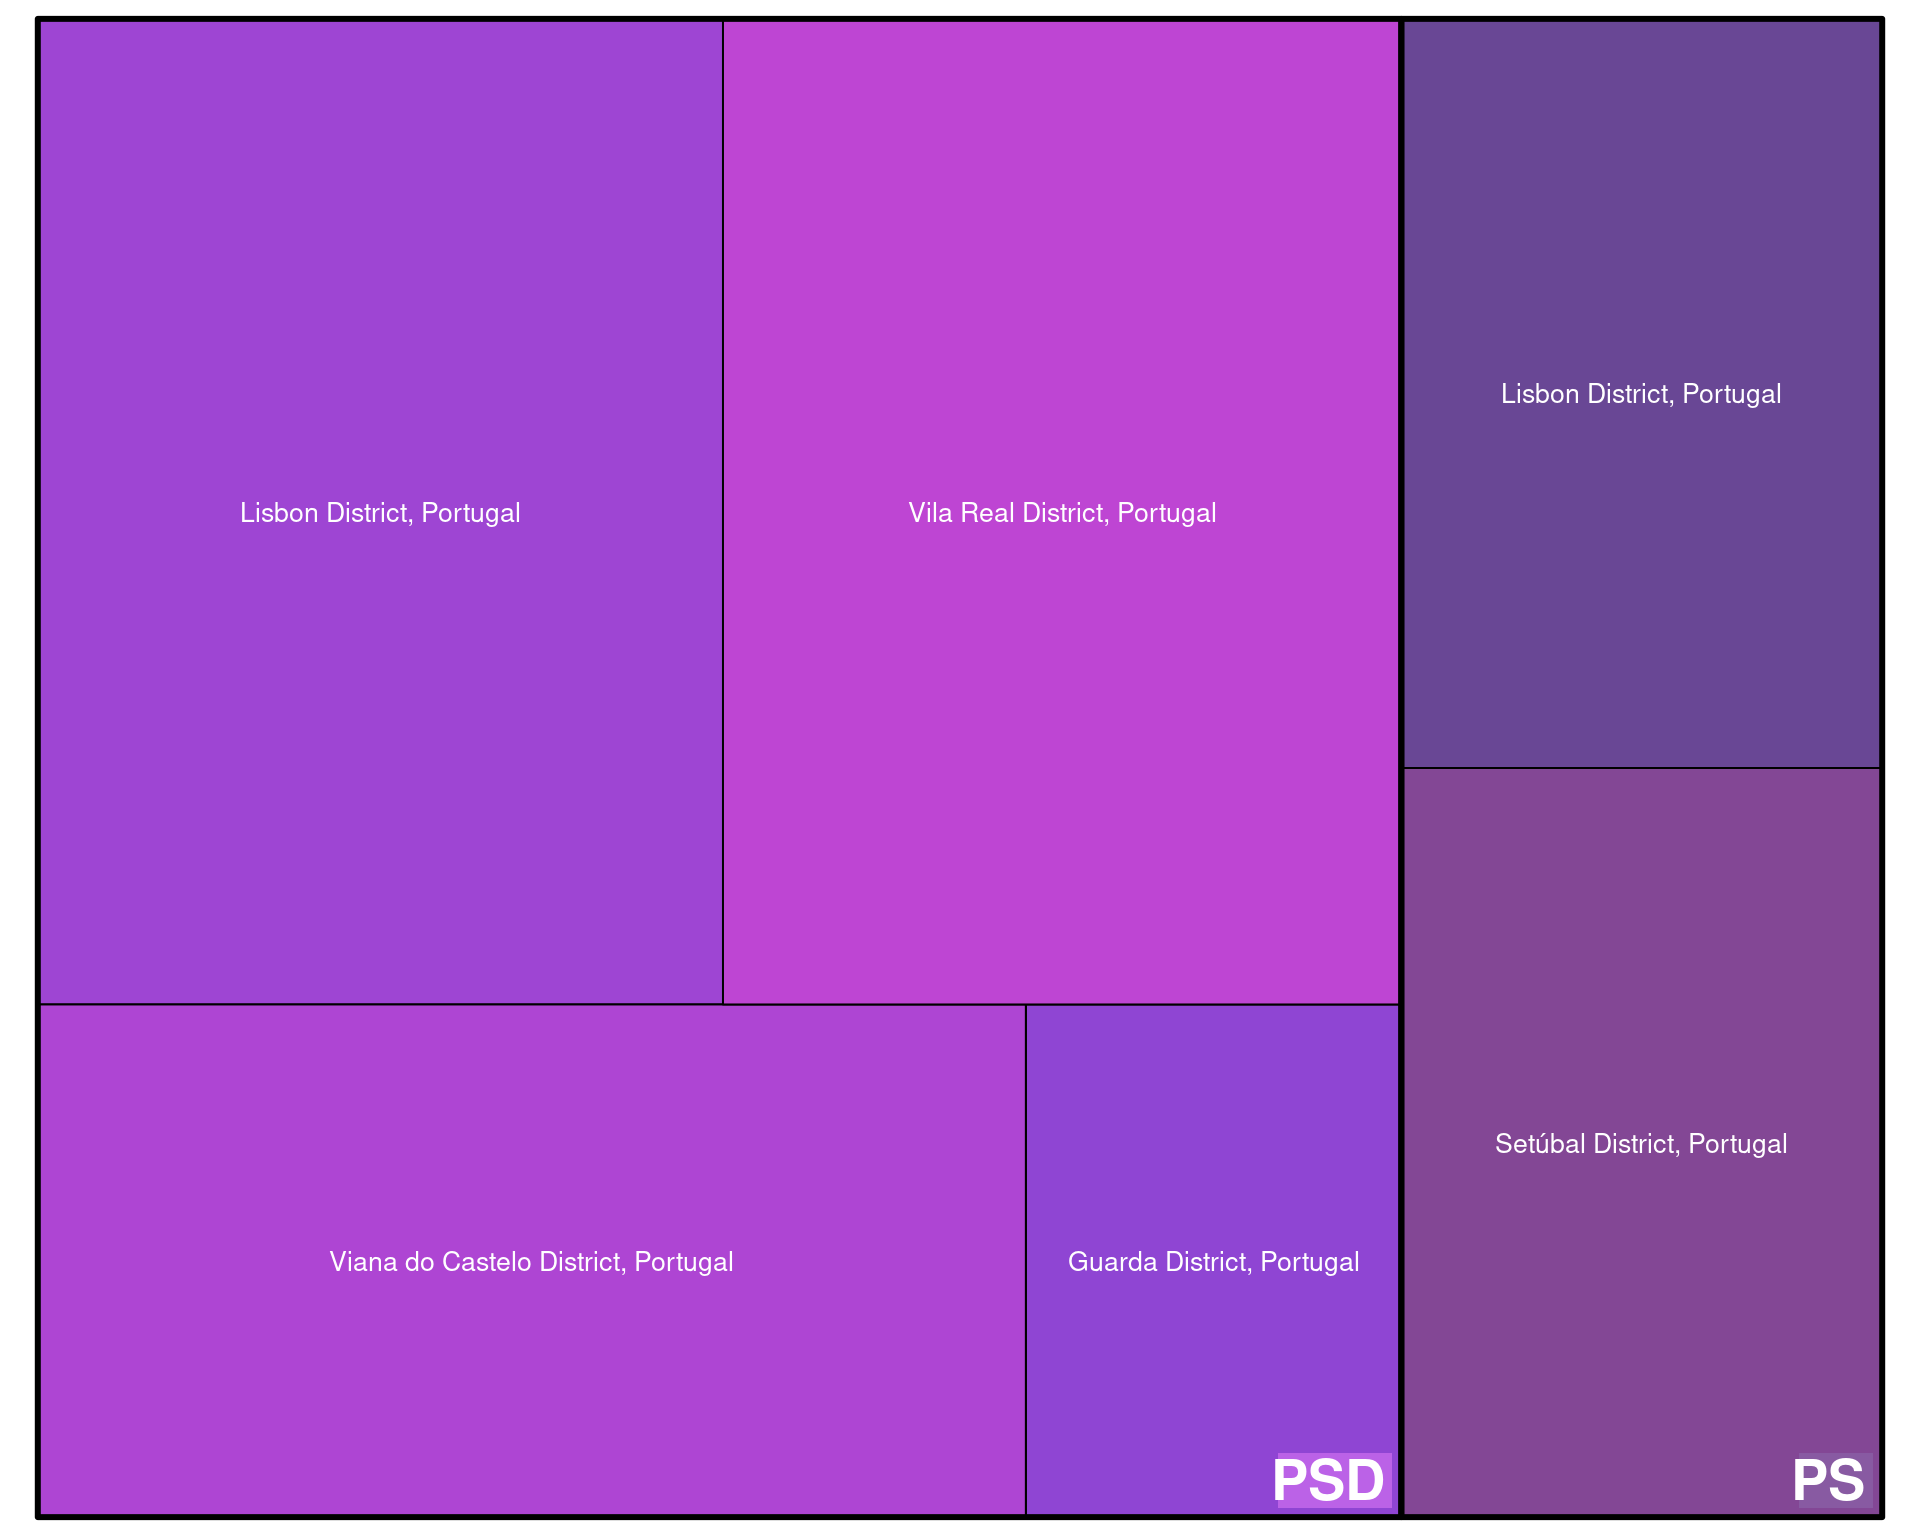 Lisbon District, Portugal
Vila Real District, Portugal
Viana do Castelo District, Portugal
Guarda District, Portugal
PSD
Lisbon District, Portugal
Setúbal District, Portugal
PS